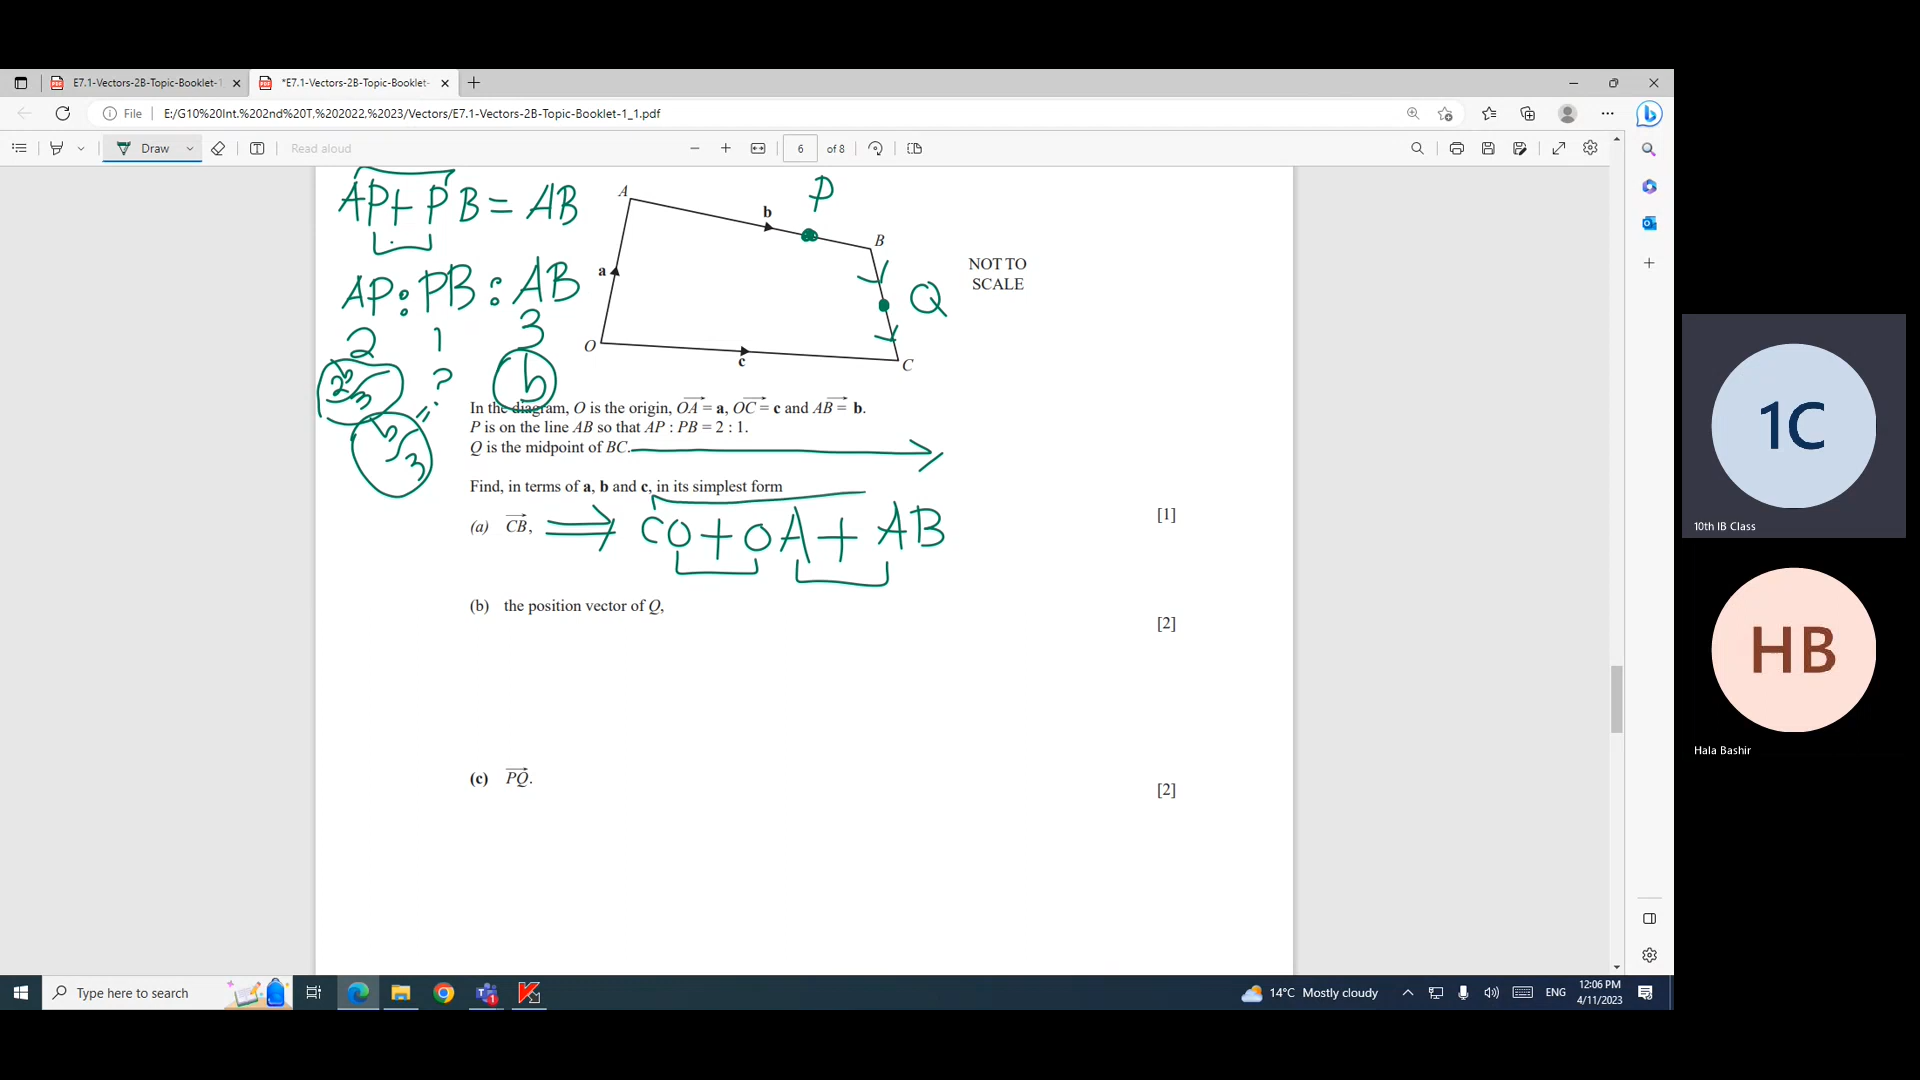 E7.1-Vectors-2B-Topic-Booklet-1
*E7.1-Vectors-2B-Topic-Booklet-
File
E:/G10%20Int.%202nd%20T,%202022,%2023/Vectors/E7.1-Vectors-2B-Topic-Booklet-1_1.pdf
Draw
Read aloud
6
of 8
AP + PB = AB
AP : PB : AB
2 1 3
2b/3 ? b
= b/3
A
b
P
B
a
Q
NOT TO
SCALE
O
c
C
In the diagram, O is the origin, OA = a, OC = c and AB = b.
P is on the line AB so that AP : PB = 2 : 1.
Q is the midpoint of BC.
Find, in terms of a, b and c, in its simplest form
(a) CB, ⇒ CO + OA + AB
[1]
(b) the position vector of Q,
[2]
(c) PQ.
[2]
1C
10th IB Class
HB
Hala Bashir
Type here to search
14°C Mostly cloudy
ENG
12:06 PM
4/11/2023